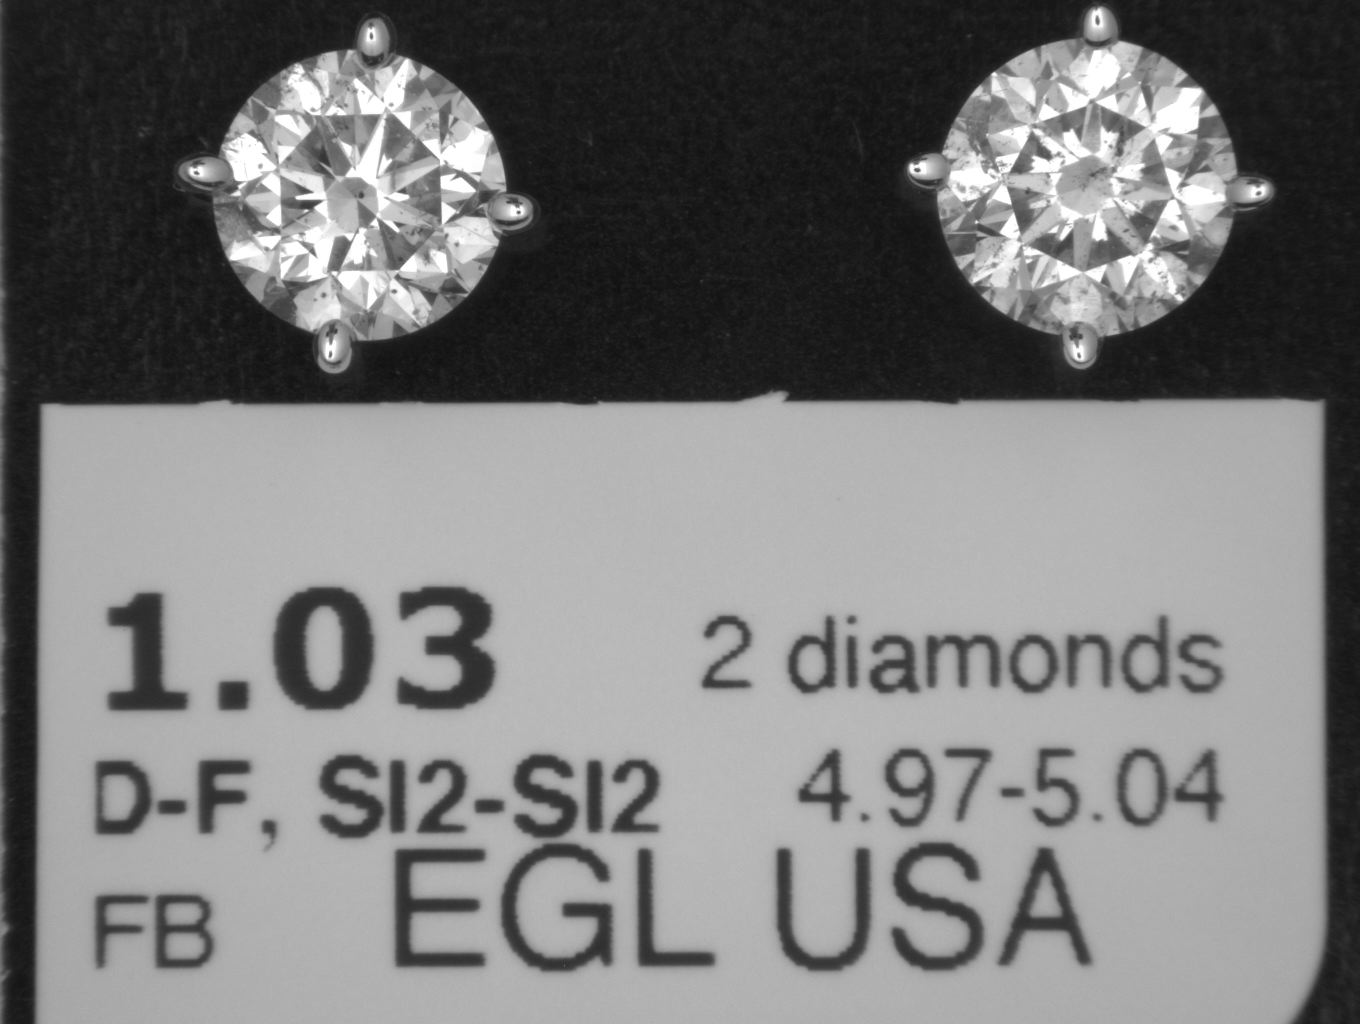 1.03 2 diamonds
D-F, SI2-SI2 4.97-5.04
FB EGL USA